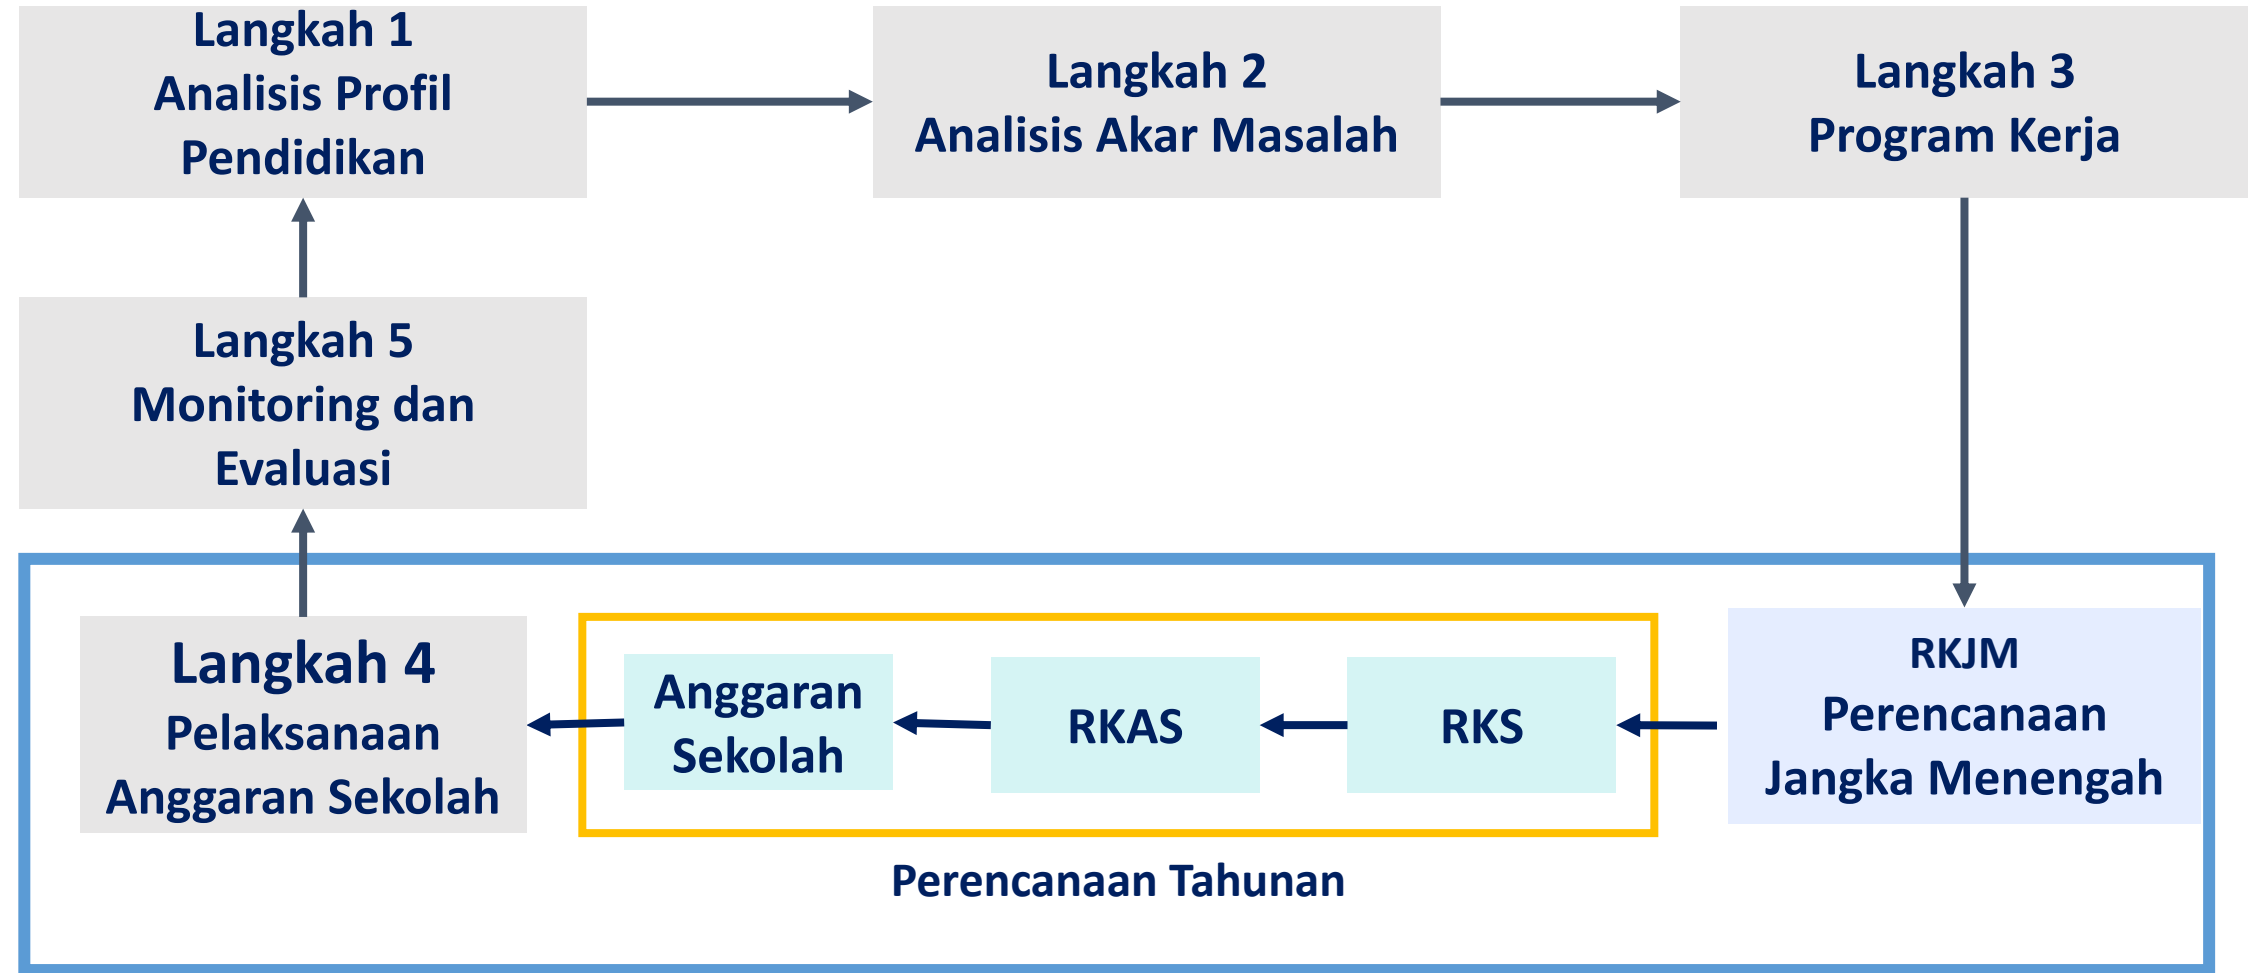 Langkah 1
Analisis Profil
Pendidikan
Langkah 2
Analisis Akar Masalah
Langkah 3
Program Kerja
Langkah 5
Monitoring dan
Evaluasi
Langkah 4
Pelaksanaan
Anggaran Sekolah
Anggaran
Sekolah
RKAS
RKS
RKJM
Perencanaan
Jangka Menengah
Perencanaan Tahunan